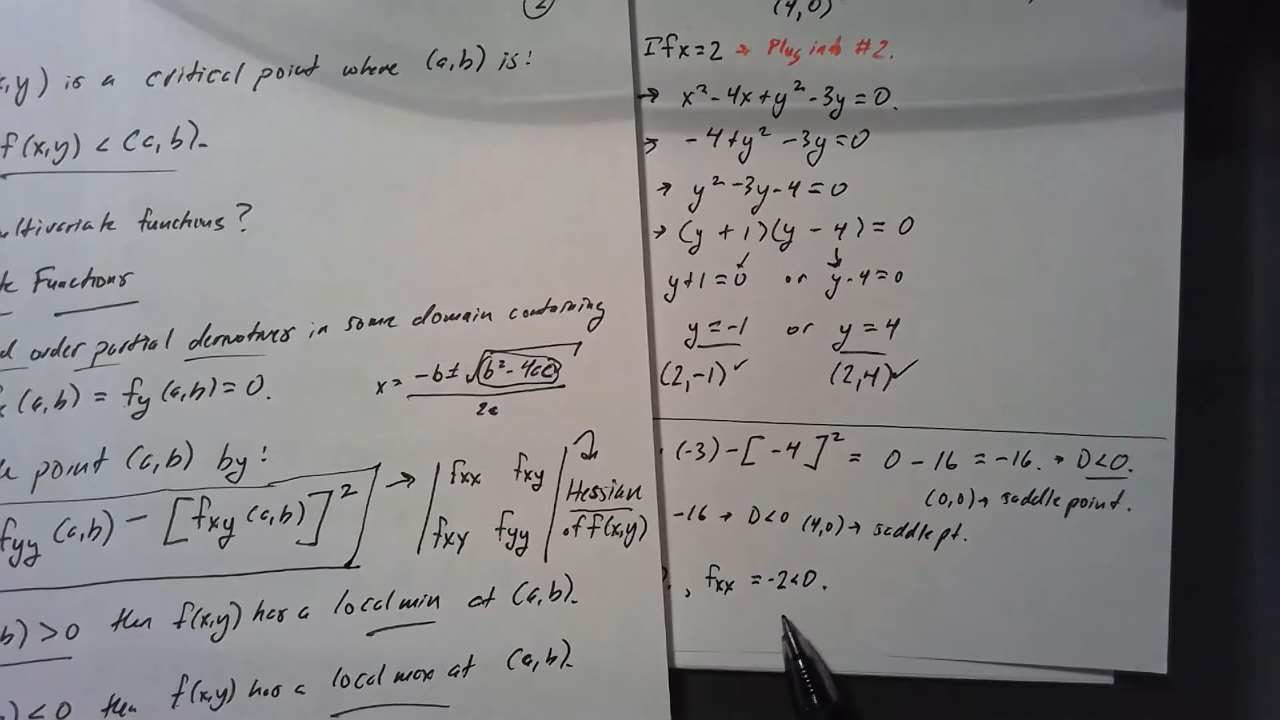 ②
,y) is a critical point where (a,b) is!
f(x,y) < (a,b).
ultivariate functions?
Functions
d order partial derivatives in some domain containing
(a,b) = fy (a,b) = 0.
x = -b ± √b² - 4ac / 2a
point (a,b) by:
fyy (a,b) - [fxy (a,b)]² → | fxx fxy |
| fxy fyy |
Hessian
of f(x,y)
b) > 0 then f(x,y) has a local min at (a,b).
) < 0 then f(x,y) has a local max at (a,b).
(4,0)
If x = 2 → Plug into #2.
→ x² - 4x + y² - 3y = 0.
→ -4 + y² - 3y = 0
→ y² - 3y - 4 = 0
→ (y + 1)(y - 4) = 0
y + 1 = 0 or y - 4 = 0
y = -1 or y = 4
(2,-1) ✓ (2,4) ✓
(-3) - [-4]² = 0 - 16 = -16. → D<0.
(0,0) → saddle point.
-16 → D<0 (4,0) → saddle pt.
, fxx = -2<0.